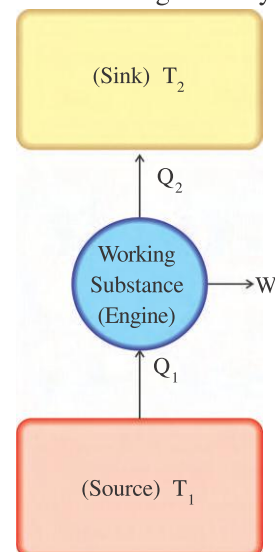 (Sink) T₂
Q₂
Working
Substance
(Engine)
W
Q₁
(Source) T₁